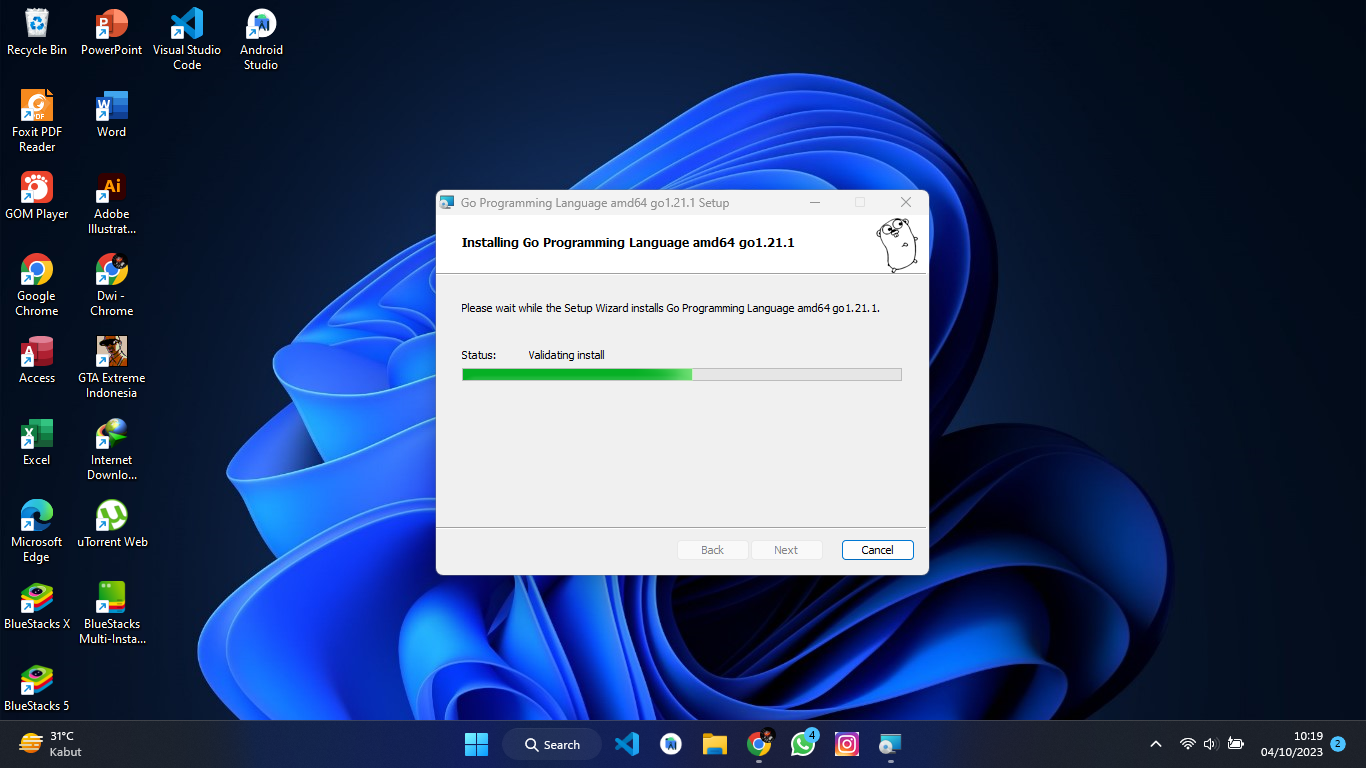 Recycle Bin
PowerPoint
Visual Studio
Code
Android
Studio
Foxit PDF
Reader
Word
GOM Player
Adobe
Illustrat...
Google
Chrome
Dwi -
Chrome
Access
GTA Extreme
Indonesia
Excel
Internet
Downlo...
Microsoft
Edge
uTorrent Web
BlueStacks X
BlueStacks
Multi-Insta...
BlueStacks 5
Go Programming Language amd64 go1.21.1 Setup
Installing Go Programming Language amd64 go1.21.1
Please wait while the Setup Wizard installs Go Programming Language amd64 go1.21.1.
Status: Validating install
Back Next Cancel
31°C
Kabut
Search
4
10:19
04/10/2023
2